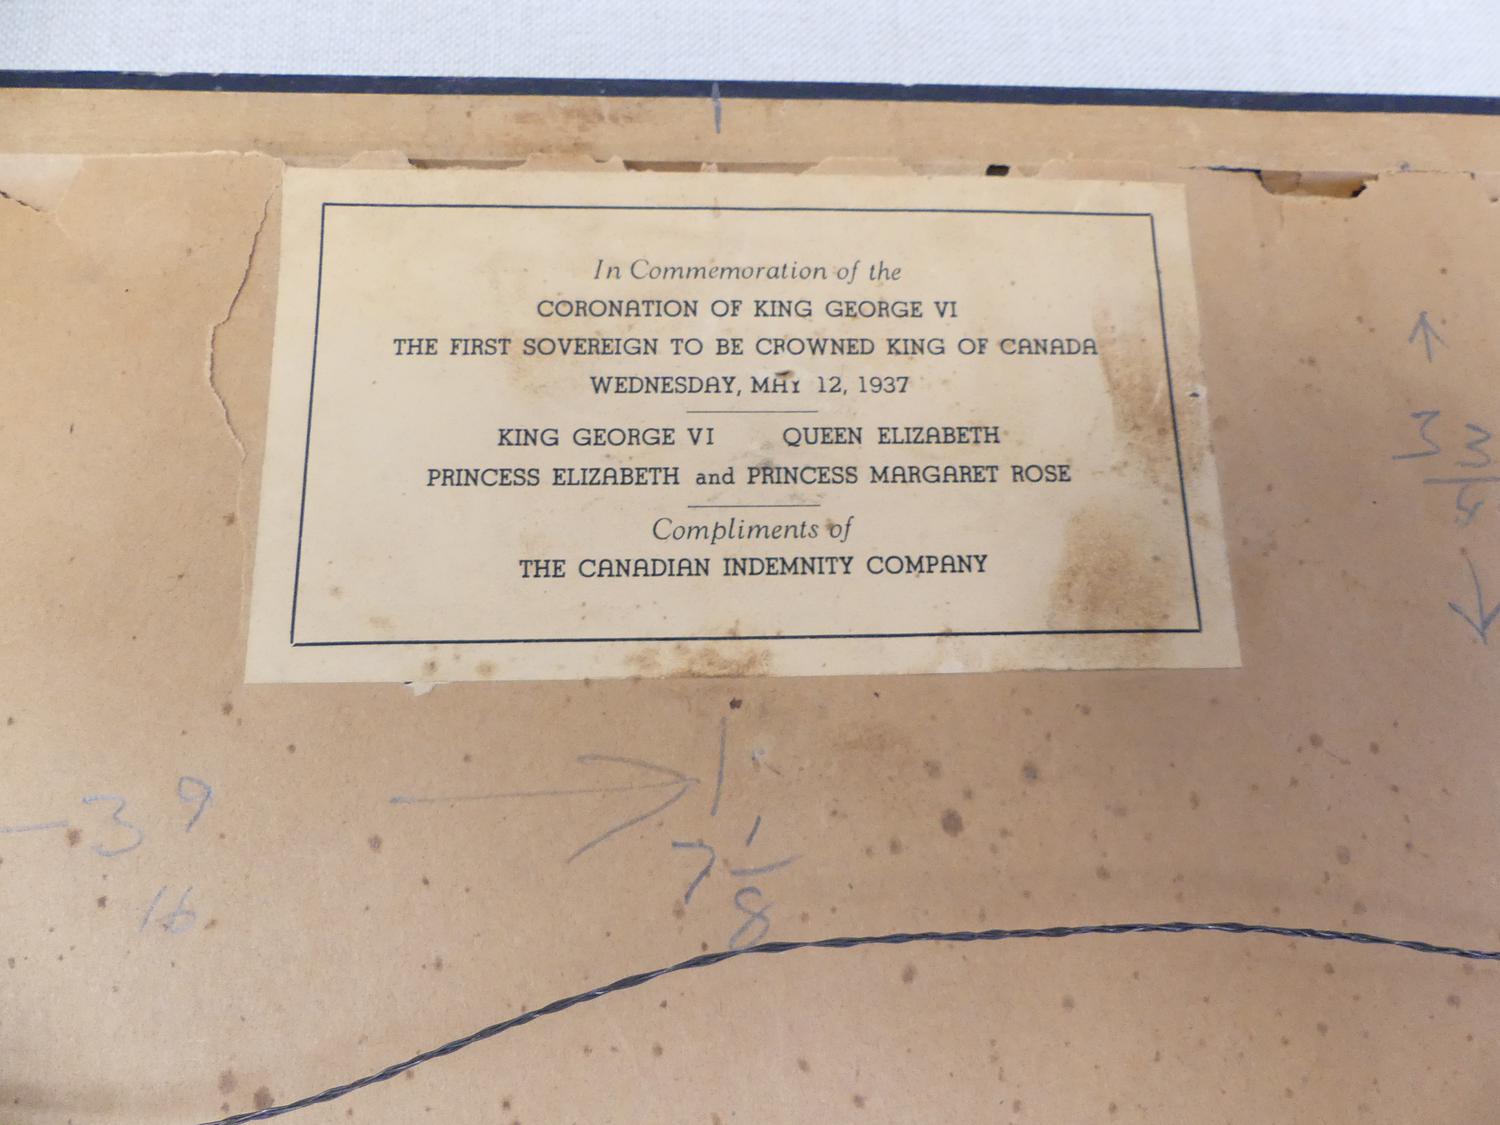 In Commemoration of the
CORONATION OF KING GEORGE VI
THE FIRST SOVEREIGN TO BE CROWNED KING OF CANADA
WEDNESDAY, MAY 12, 1937
KING GEORGE VI QUEEN ELIZABETH
PRINCESS ELIZABETH and PRINCESS MARGARET ROSE
Compliments of
THE CANADIAN INDEMNITY COMPANY
3 3/4
3 9
16
7 1/8